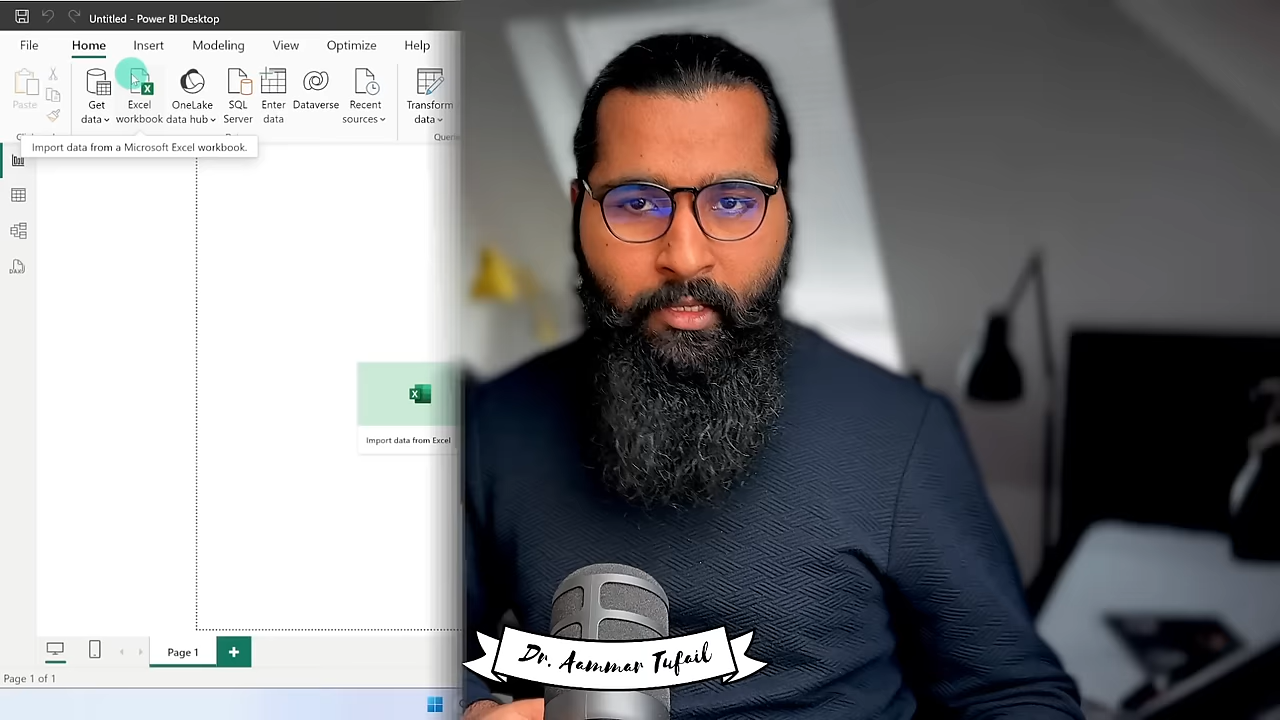 Untitled - Power BI Desktop
File Home Insert Modeling View Optimize Help
Paste
Get data
Excel workbook
OneLake data hub
SQL Server
Enter data
Dataverse
Recent sources
Transform data
Import data from a Microsoft Excel workbook.
DAX
Import data from Excel
Page 1
Page 1 of 1
Dr. Aammar Tufail